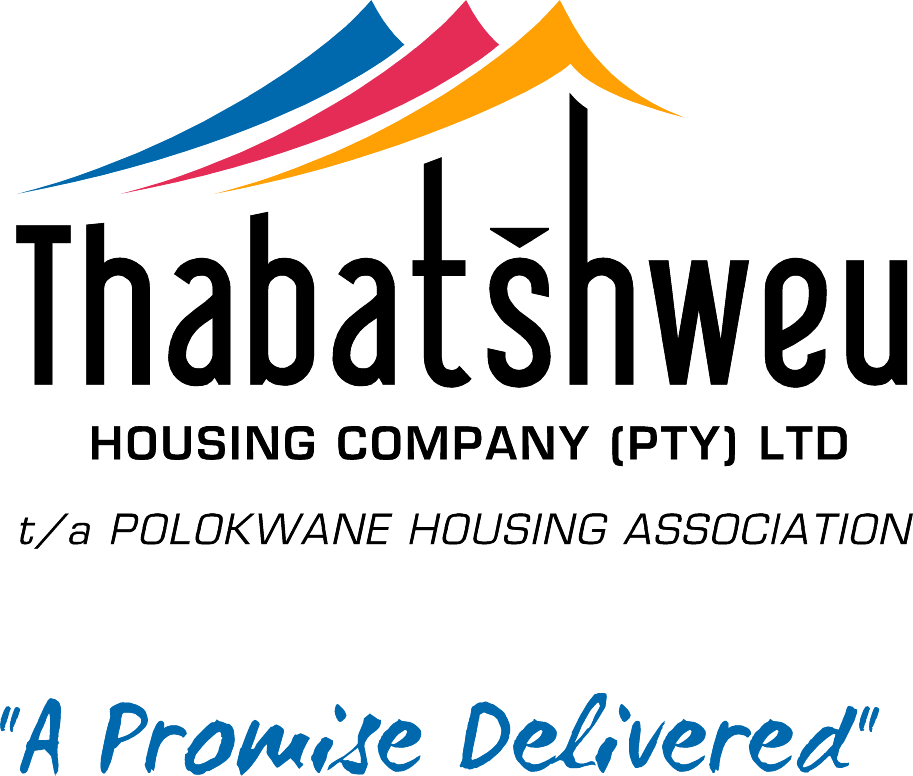 Thabatšhweu
HOUSING COMPANY (PTY) LTD
t/a POLOKWANE HOUSING ASSOCIATION
"A Promise Delivered"